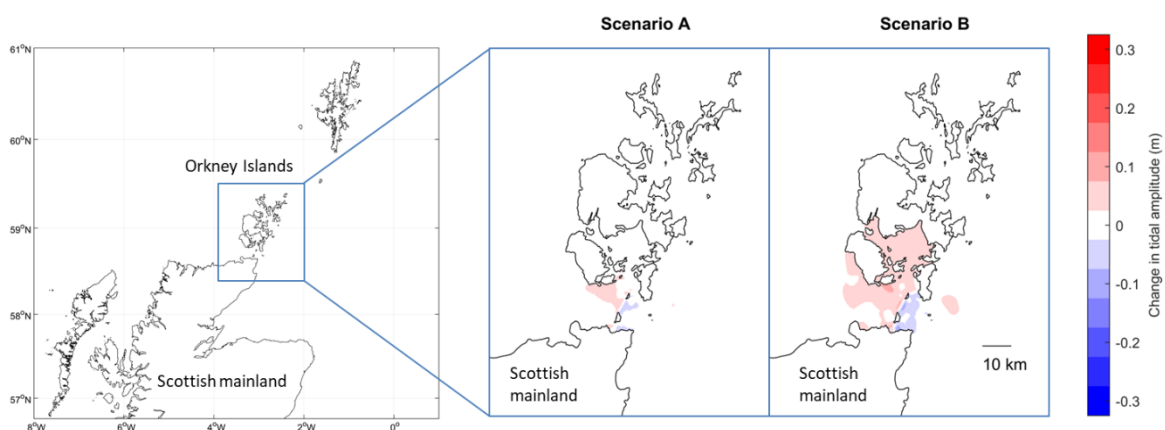 Scenario A
Scenario B
61°N
60°N
59°N
58°N
57°N
8°W
6°W
4°W
2°W
0°
Orkney Islands
Scottish mainland
Scottish
mainland
Scottish
mainland
10 km
0.3
0.2
0.1
0
-0.1
-0.2
-0.3
Change in tidal amplitude (m)